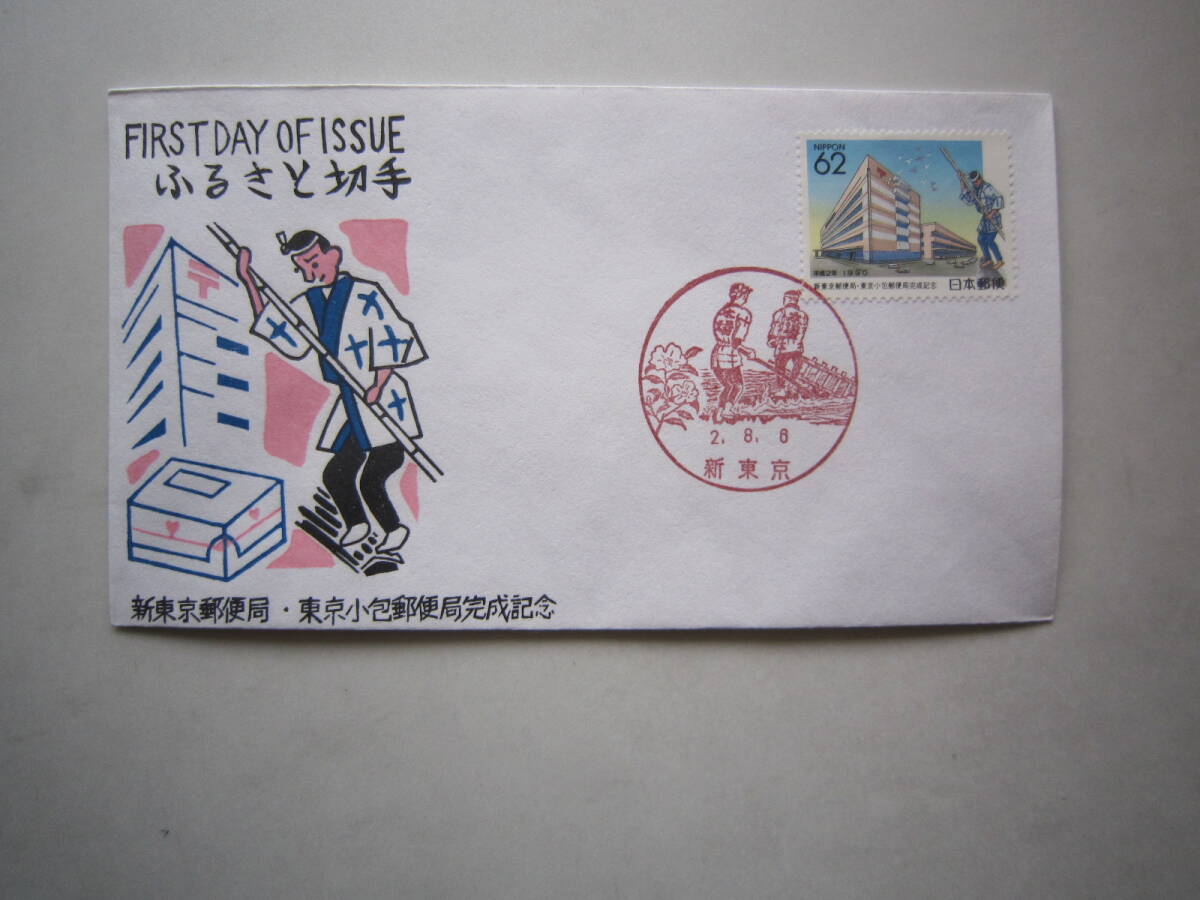 FIRST DAY OF ISSUE
ふるさと切手
新東京郵便局・東京小包郵便局完成記念
NIPPON
62
平成2年 1990
新東京郵便局・東京小包郵便局完成記念
日本郵便
2. 8. 6
新東京